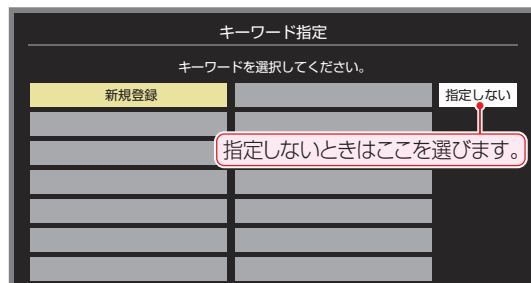 キーワード指定
キーワードを選択してください。
新規登録
指定しない
指定しないときはここを選びます。